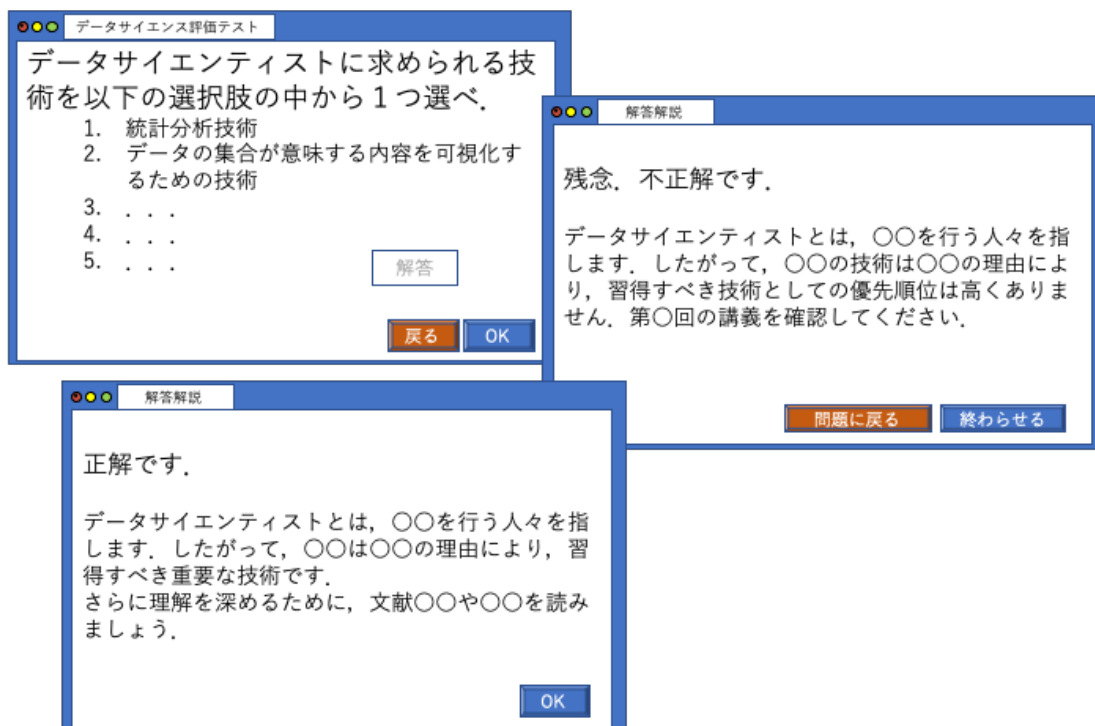 データサイエンス評価テスト
データサイエンティストに求められる技
術を以下の選択肢の中から１つ選べ．
1. 統計分析技術
2. データの集合が意味する内容を可視化す
るための技術
3. ．．．
4. ．．．
5. ．．．
解答
戻る
OK
解答解説
残念．不正解です．
データサイエンティストとは，〇〇を行う人々を指
します．したがって，〇〇の技術は〇〇の理由によ
り，習得すべき技術としての優先順位は高くありま
せん．第〇回の講義を確認してください．
問題に戻る
終わらせる
解答解説
正解です．
データサイエンティストとは，〇〇を行う人々を指
します．したがって，〇〇は〇〇の理由により，習
得すべき重要な技術です．
さらに理解を深めるために，文献〇〇や〇〇を読み
ましょう．
OK